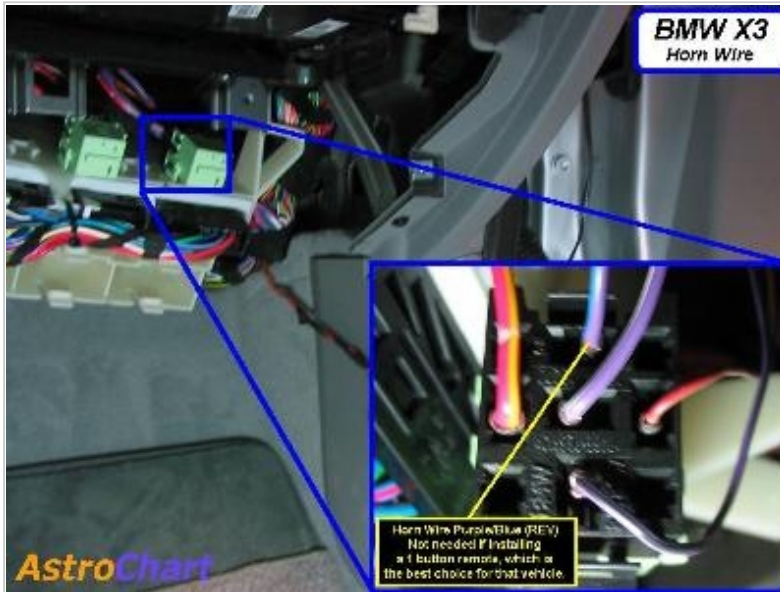 BMW X3
Horn Wire
Horn Wire Purple/Blue (REV)
Not needed if installing
a 1 button remote, which is
the best choice for that vehicle.
AstroChart